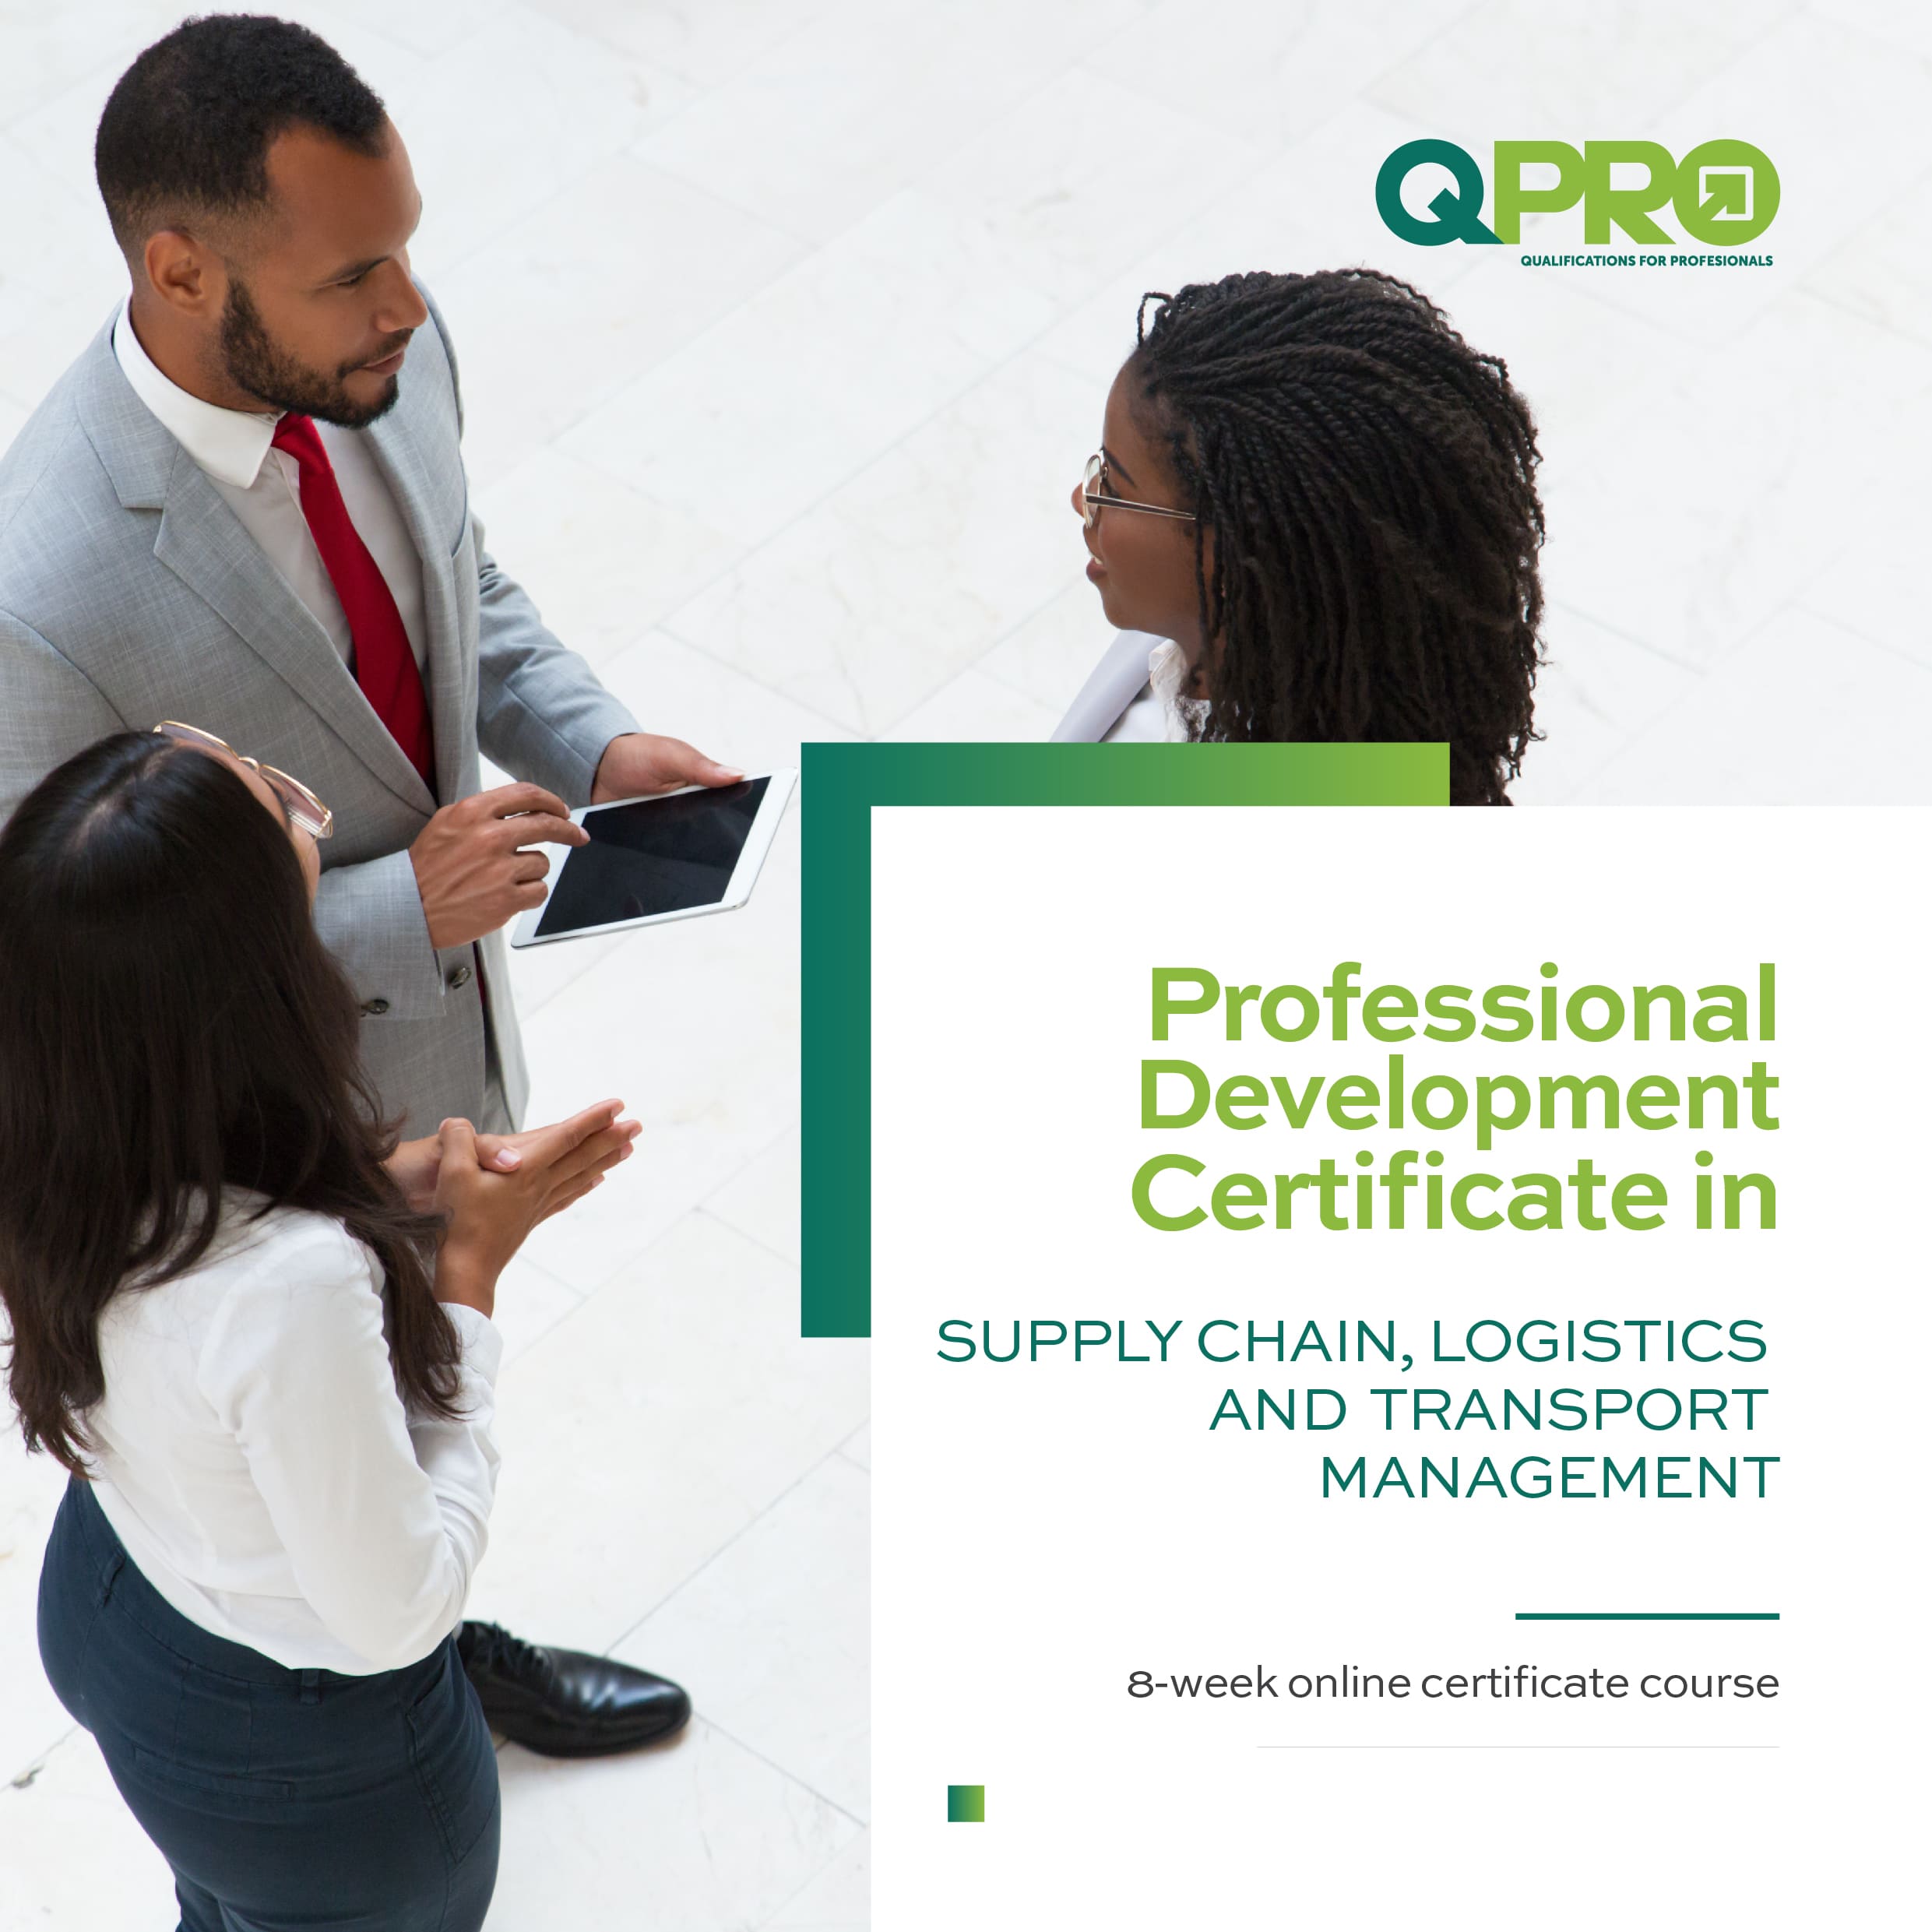 QPRO
QUALIFICATIONS FOR PROFESIONALS
Professional
Development
Certificate in
SUPPLY CHAIN, LOGISTICS
AND TRANSPORT
MANAGEMENT
8-week online certificate course